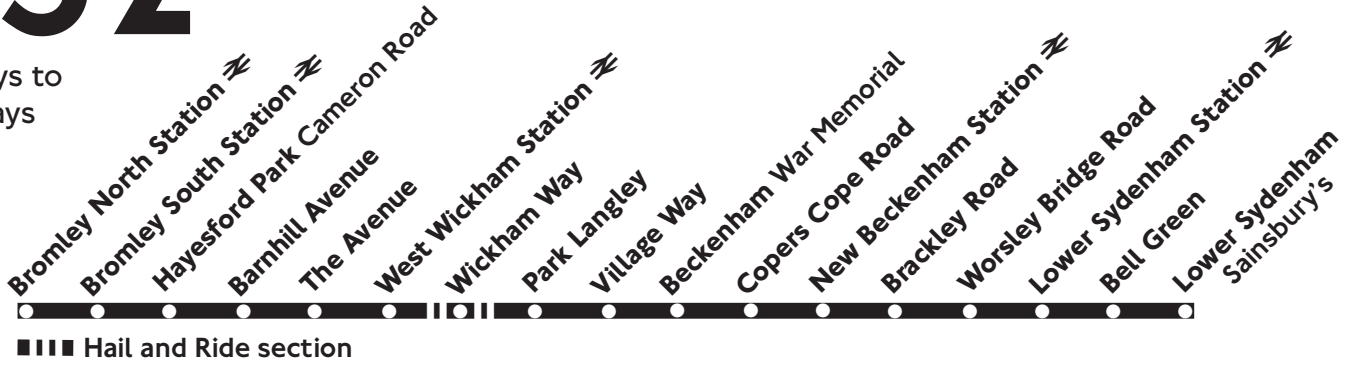 ys to
ays
Bromley North Station
Bromley South Station
Hayesford Park Cameron Road
Barnhill Avenue
The Avenue
West Wickham Station
Wickham Way
Park Langley
Village Way
Beckenham War Memorial
Copers Cope Road
New Beckenham Station
Brackley Road
Worsley Bridge Road
Lower Sydenham Station
Bell Green
Lower Sydenham
Sainsbury's
Hail and Ride section